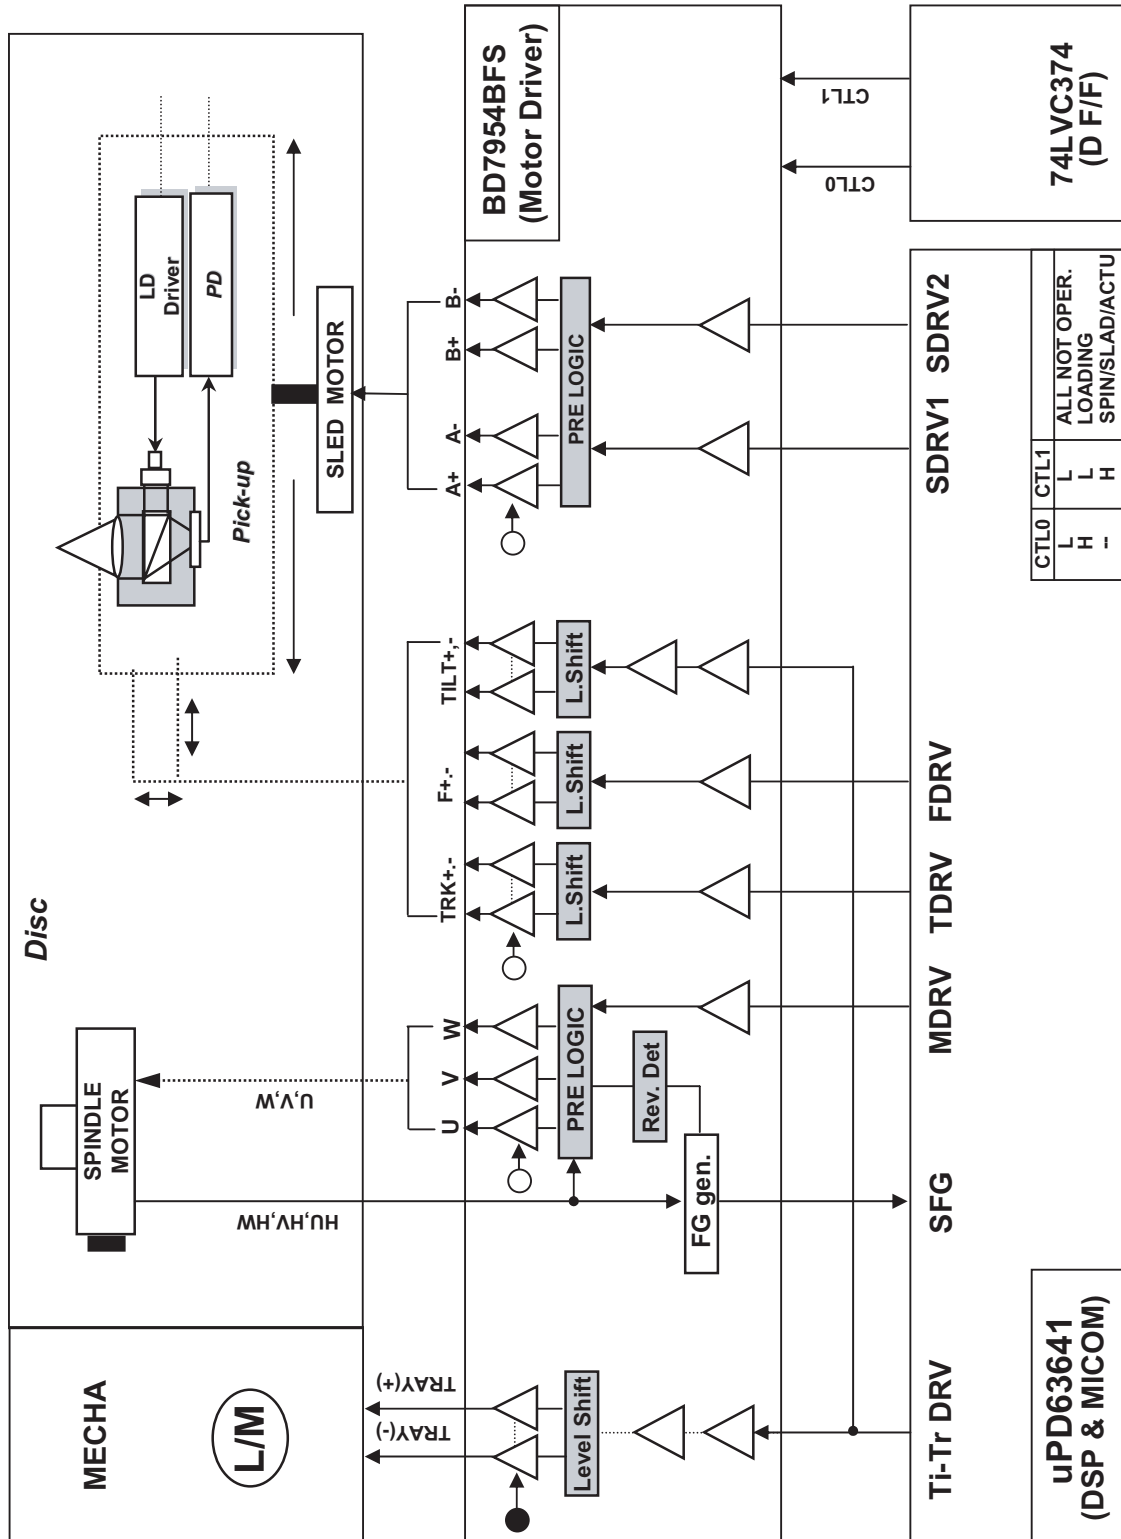 Disc
LD
Driver
PD
Pick-up
SLED MOTOR
SPINDLE
MOTOR
MECHA
L/M
U,V,W
HU,HV,HW
TRAY(+)
TRAY(-)
BD7954BFS
(Motor Driver)
U
V
W
TRK+.-
F+.-
TILT+,-
A+
A-
B+
B-
Level Shift
PRE LOGIC
L.Shift
L.Shift
L.Shift
PRE LOGIC
Rev. Det
FG gen.
CTL0
CTL1
Ti-Tr DRV
SFG
MDRV
TDRV
FDRV
SDRV1
SDRV2
uPD63641
(DSP & MICOM)
CTL0 CTL1
L L ALL NOT OPER.
H L LOADING
-- H SPIN/SLAD/ACTU
74LVC374
(D F/F)